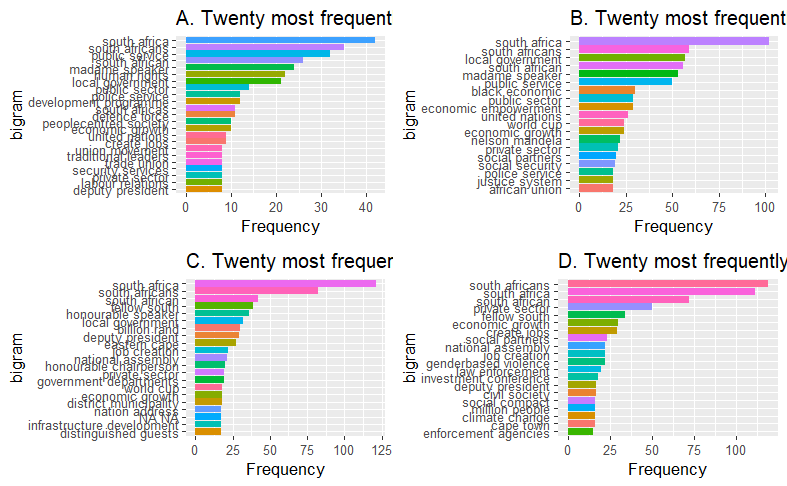 A. Twenty most frequent
bigram
south africa
south africans
public service
south african
madame speaker
human rights
local government
public sector
police service
development programme
south africas
defence force
peoplecentred society
economic growth
united nations
create jobs
union movement
traditional leaders
trade union
security services
private sector
labour relations
deputy president
0 10 20 30 40
Frequency
B. Twenty most frequent
bigram
south africa
south africans
local government
south african
madame speaker
public service
black economic
public sector
economic empowerment
united nations
world cup
economic growth
nelson mandela
private sector
social partners
social security
police service
justice system
african union
0 25 50 75 100
Frequency
C. Twenty most frequen
bigram
south africa
south africans
south african
fellow south
honourable speaker
local government
billion rand
deputy president
eastern cape
job creation
national assembly
honourable chairperson
private sector
government departments
world cup
economic growth
district municipality
nation address
NA NA
infrastructure development
distinguished guests
0 25 50 75 100 125
Frequency
D. Twenty most frequently
bigram
south africans
south africa
south african
private sector
fellow south
economic growth
create jobs
social partners
national assembly
job creation
genderbased violence
law enforcement
investment conference
deputy president
civil society
social compact
million people
climate change
cape town
enforcement agencies
0 25 50 75 100
Frequency